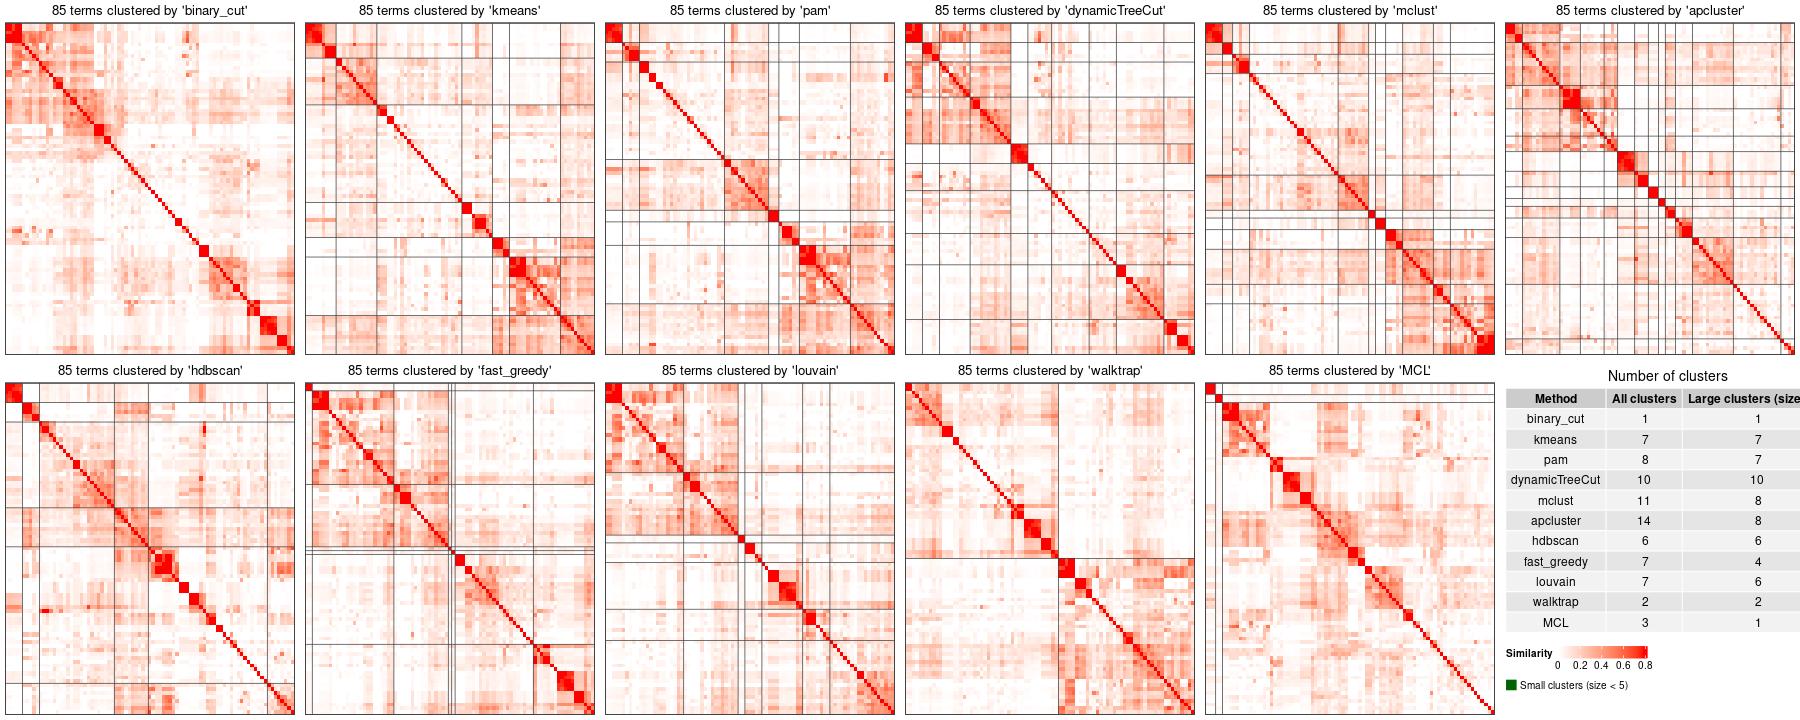 85 terms clustered by 'binary_cut'
85 terms clustered by 'kmeans'
85 terms clustered by 'pam'
85 terms clustered by 'dynamicTreeCut'
85 terms clustered by 'mclust'
85 terms clustered by 'apcluster'
85 terms clustered by 'hdbscan'
85 terms clustered by 'fast_greedy'
85 terms clustered by 'louvain'
85 terms clustered by 'walktrap'
85 terms clustered by 'MCL'
Number of clusters
Method All clusters Large clusters (size
binary_cut 1 1
kmeans 7 7
pam 8 7
dynamicTreeCut 10 10
mclust 11 8
apcluster 14 8
hdbscan 6 6
fast_greedy 7 4
louvain 7 6
walktrap 2 2
MCL 3 1
Similarity
0 0.2 0.4 0.6 0.8
Small clusters (size < 5)